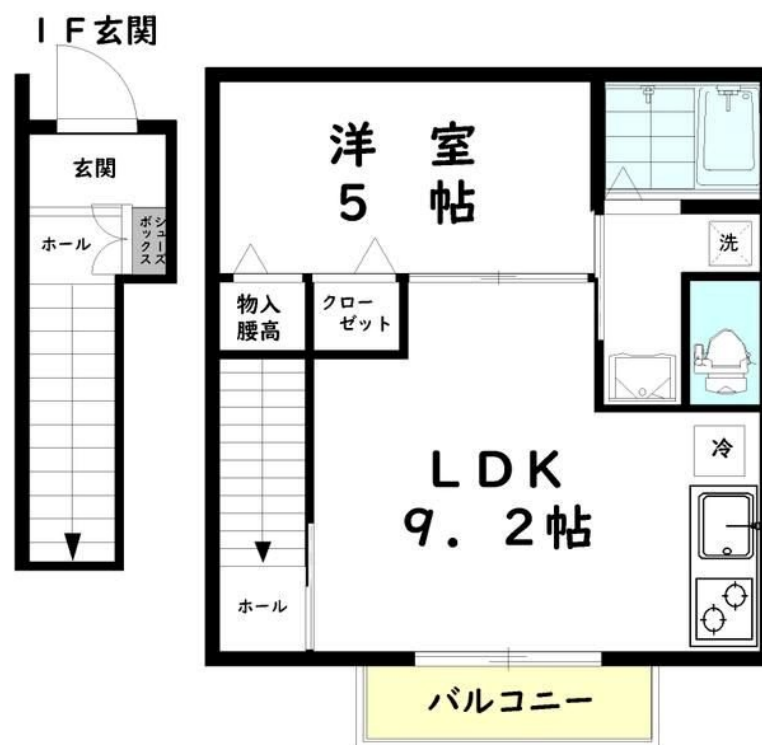 1F玄関
玄関
ホール
シューズ
ボックス
洋 室
5 帖
物入
腰高
クロー
ゼット
洗
冷
LDK
9.2帖
ホール
バルコニー